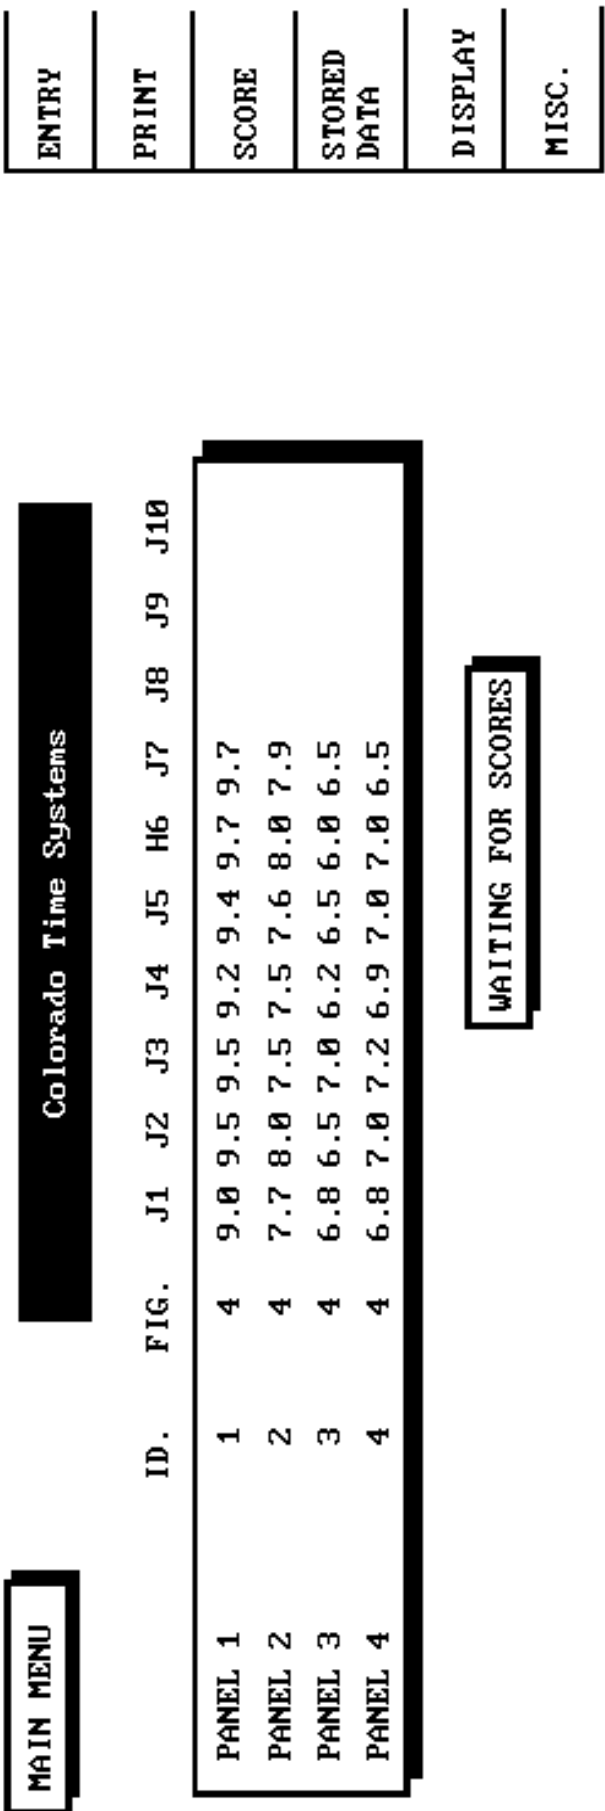 MAIN MENU
Colorado Time Systems
ENTRY
ID. FIG. J1 J2 J3 J4 J5 H6 J7 J8 J9 J10
PRINT
PANEL 1 1 4 9.0 9.5 9.5 9.2 9.4 9.7 9.7
SCORE
PANEL 2 2 4 7.7 8.0 7.5 7.5 7.6 8.0 7.9
PANEL 3 3 4 6.8 6.5 7.0 6.2 6.5 6.0 6.5
STORED
DATA
PANEL 4 4 4 6.8 7.0 7.2 6.9 7.0 7.0 6.5
DISPLAY
WAITING FOR SCORES
MISC.